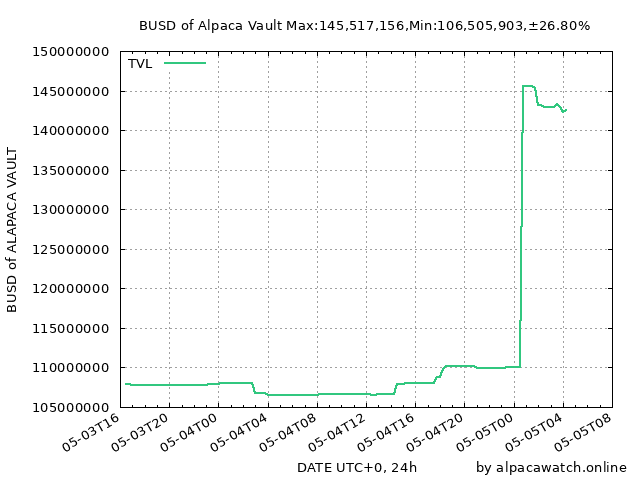 BUSD of Alpaca Vault Max:145,517,156,Min:106,505,903,±26.80%
TVL
BUSD of ALAPACA VAULT
150000000
145000000
140000000
135000000
130000000
125000000
120000000
115000000
110000000
105000000
05-03T16
05-03T20
05-04T00
05-04T04
05-04T08
05-04T12
05-04T16
05-04T20
05-05T00
05-05T04
05-05T08
DATE UTC+0, 24h
by alpacawatch.online